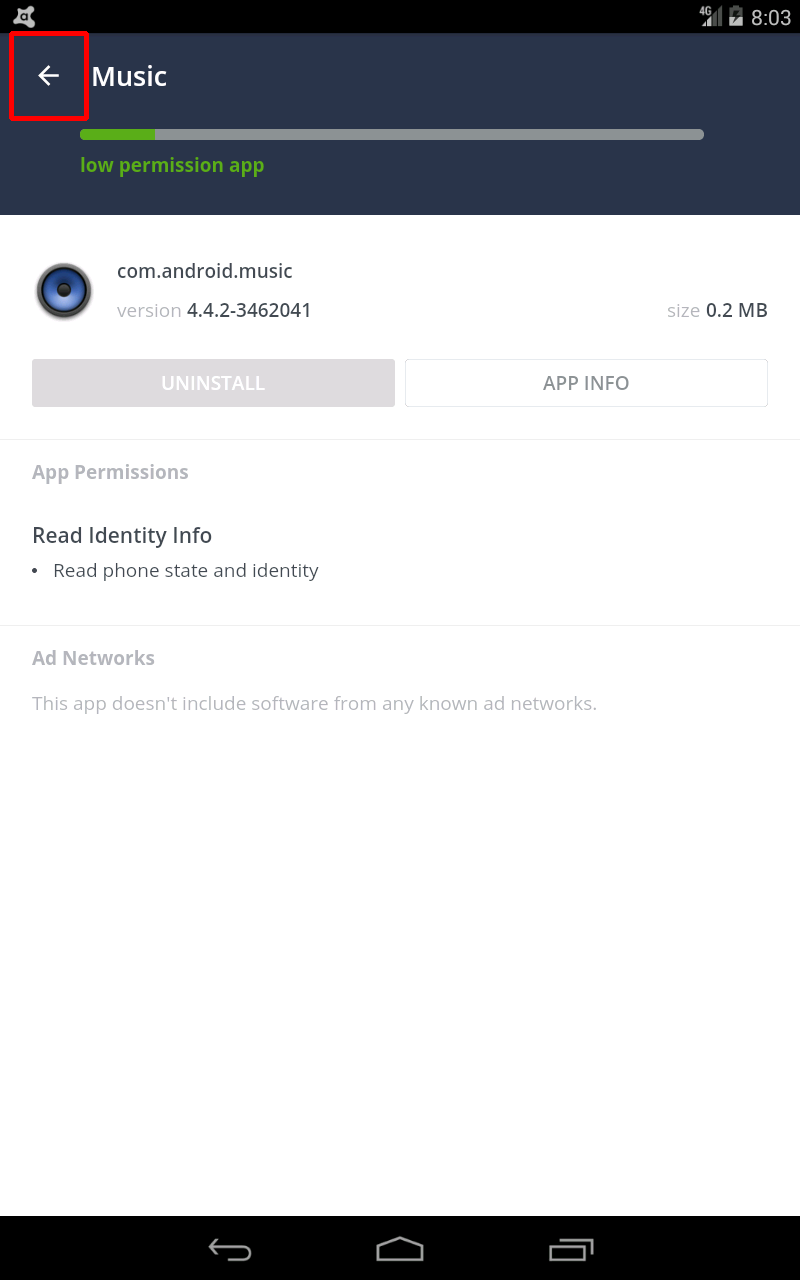 4G 8:03
Music
low permission app
com.android.music
version 4.4.2-3462041 size 0.2 MB
UNINSTALL APP INFO
App Permissions
Read Identity Info
• Read phone state and identity
Ad Networks
This app doesn't include software from any known ad networks.